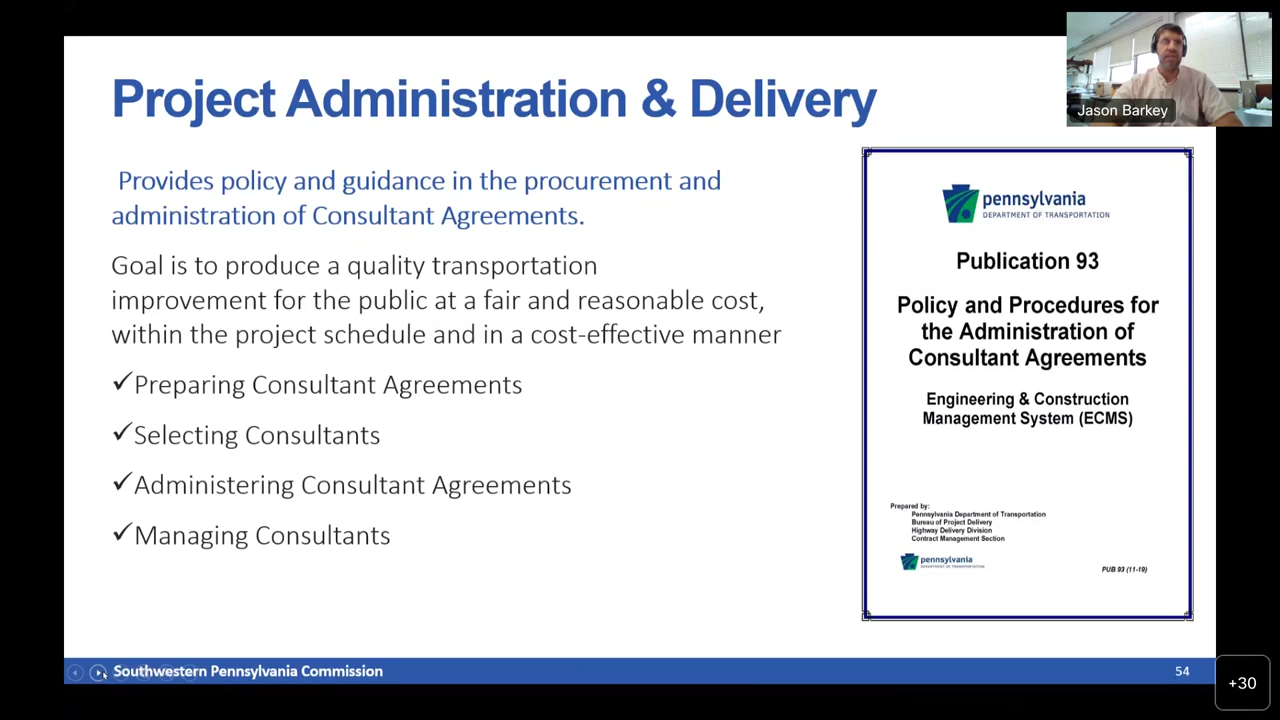 Project Administration & Delivery
Jason Barkey
Provides policy and guidance in the procurement and
administration of Consultant Agreements.
Goal is to produce a quality transportation
improvement for the public at a fair and reasonable cost,
within the project schedule and in a cost-effective manner
✓Preparing Consultant Agreements
✓Selecting Consultants
✓Administering Consultant Agreements
✓Managing Consultants
pennsylvania
DEPARTMENT OF TRANSPORTATION
Publication 93
Policy and Procedures for
the Administration of
Consultant Agreements
Engineering & Construction
Management System (ECMS)
Prepared by:
Pennsylvania Department of Transportation
Bureau of Project Delivery
Highway Delivery Division
Contract Management Section
pennsylvania
DEPARTMENT OF TRANSPORTATION
PUB 93 (11-19)
Southwestern Pennsylvania Commission
54
+30